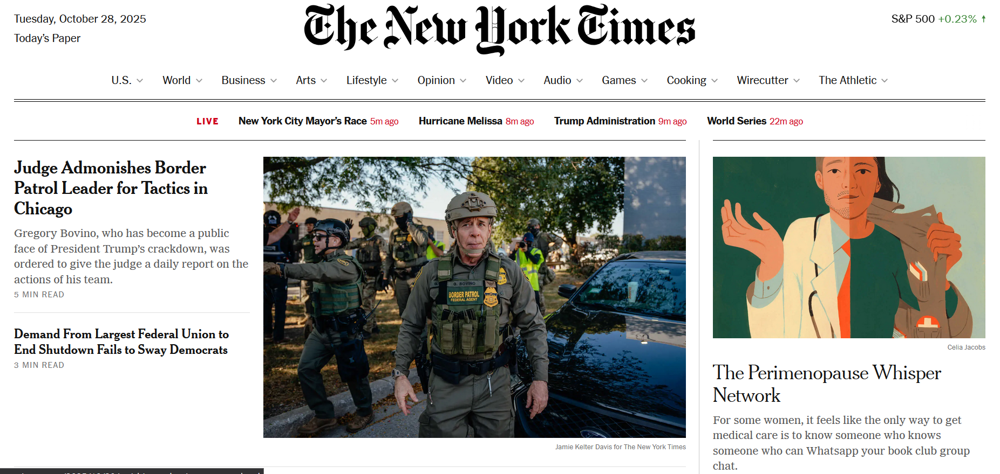 Tuesday, October 28, 2025
Today's Paper
The New York Times
S&P 500 +0.23%
U.S.
World
Business
Arts
Lifestyle
Opinion
Video
Audio
Games
Cooking
Wirecutter
The Athletic
LIVE
New York City Mayor's Race 5m ago
Hurricane Melissa 8m ago
Trump Administration 9m ago
World Series 22m ago
Judge Admonishes Border
Patrol Leader for Tactics in
Chicago
Gregory Bovino, who has become a public
face of President Trump's crackdown, was
ordered to give the judge a daily report on the
actions of his team.
5 MIN READ
Demand From Largest Federal Union to
End Shutdown Fails to Sway Democrats
3 MIN READ
G. BOVINO
BORDER PATROL
FEDERAL AGENT
Jamie Kelter Davis for The New York Times
Celia Jacobs
The Perimenopause Whisper
Network
For some women, it feels like the only way to get
medical care is to know someone who knows
someone who can Whatsapp your book club group
chat.